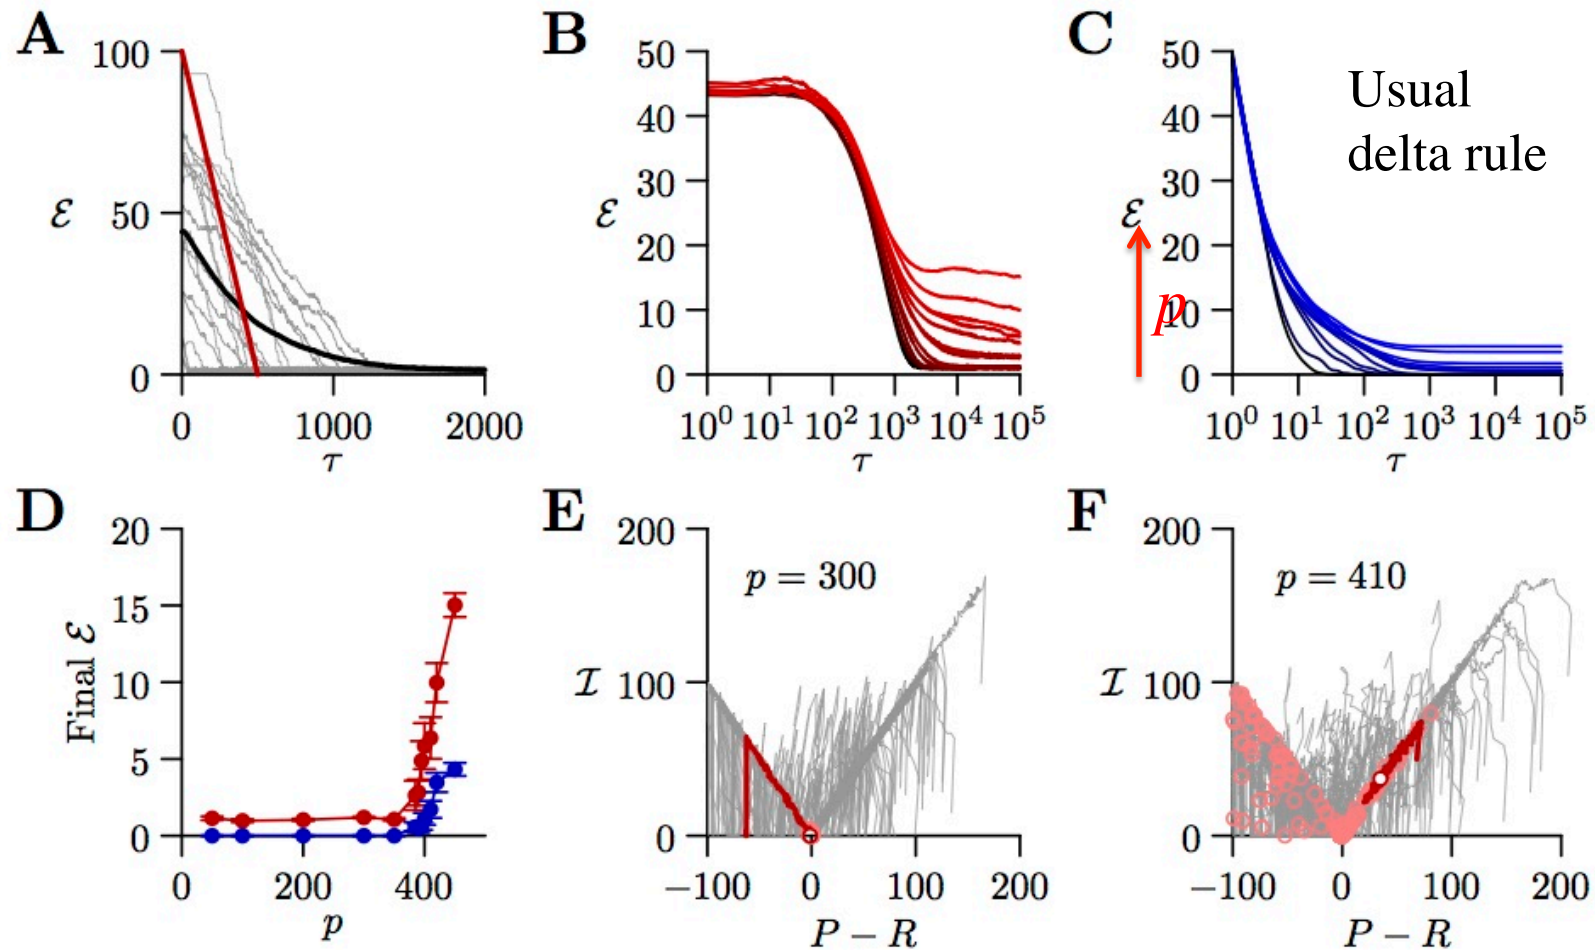 A
100
50
0
ℰ
0 1000 2000
τ
B
50
40
30
20
10
0
ℰ
10⁰ 10¹ 10² 10³ 10⁴ 10⁵
τ
C
50
40
30
20
10
0
ℰ
p
Usual
delta rule
10⁰ 10¹ 10² 10³ 10⁴ 10⁵
τ
D
20
15
10
5
0
Final ℰ
0 200 400
p
E
200
100
0
ℐ
p = 300
−100 0 100 200
P − R
F
200
100
0
ℐ
p = 410
−100 0 100 200
P − R